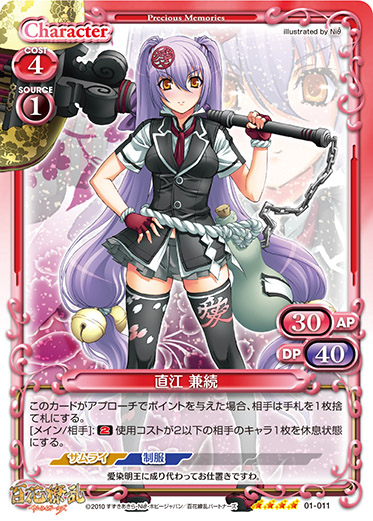 Precious Memories
Character
illustrated by Niθ
COST
4
SOURCE
1
愛
30 AP
DP 40
直江 兼続
このカードがアプローチでポイントを与えた場合、相手は手札を1枚捨
て札にする。
[メイン/相手]: 2 使用コストが2以下の相手のキャラ1枚を休息状態
にする。
サムライ 制服
愛染明王に成り代わってお仕置きですわ。
百花繚乱
©2010 すずきあきら・Niθ・ホビージャパン/百花繚乱パートナーズ
01-011